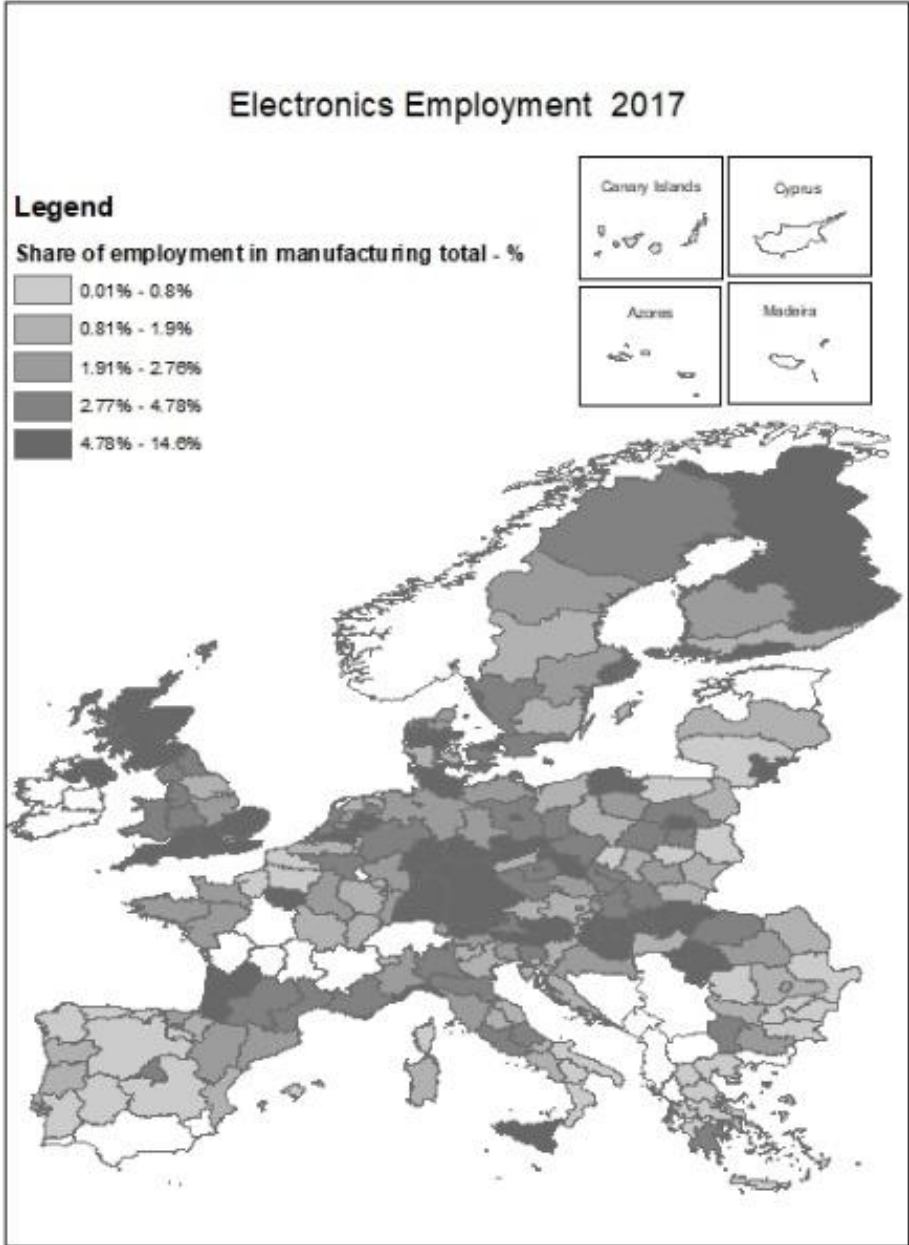 Electronics Employment 2017
Canary Islands
Cyprus
Legend
Share of employment in manufacturing total - %
0.01% - 0.8%
0.81% - 1.9%
Azores
Madeira
1.91% - 2.76%
2.77% - 4.78%
4.78% - 14.6%